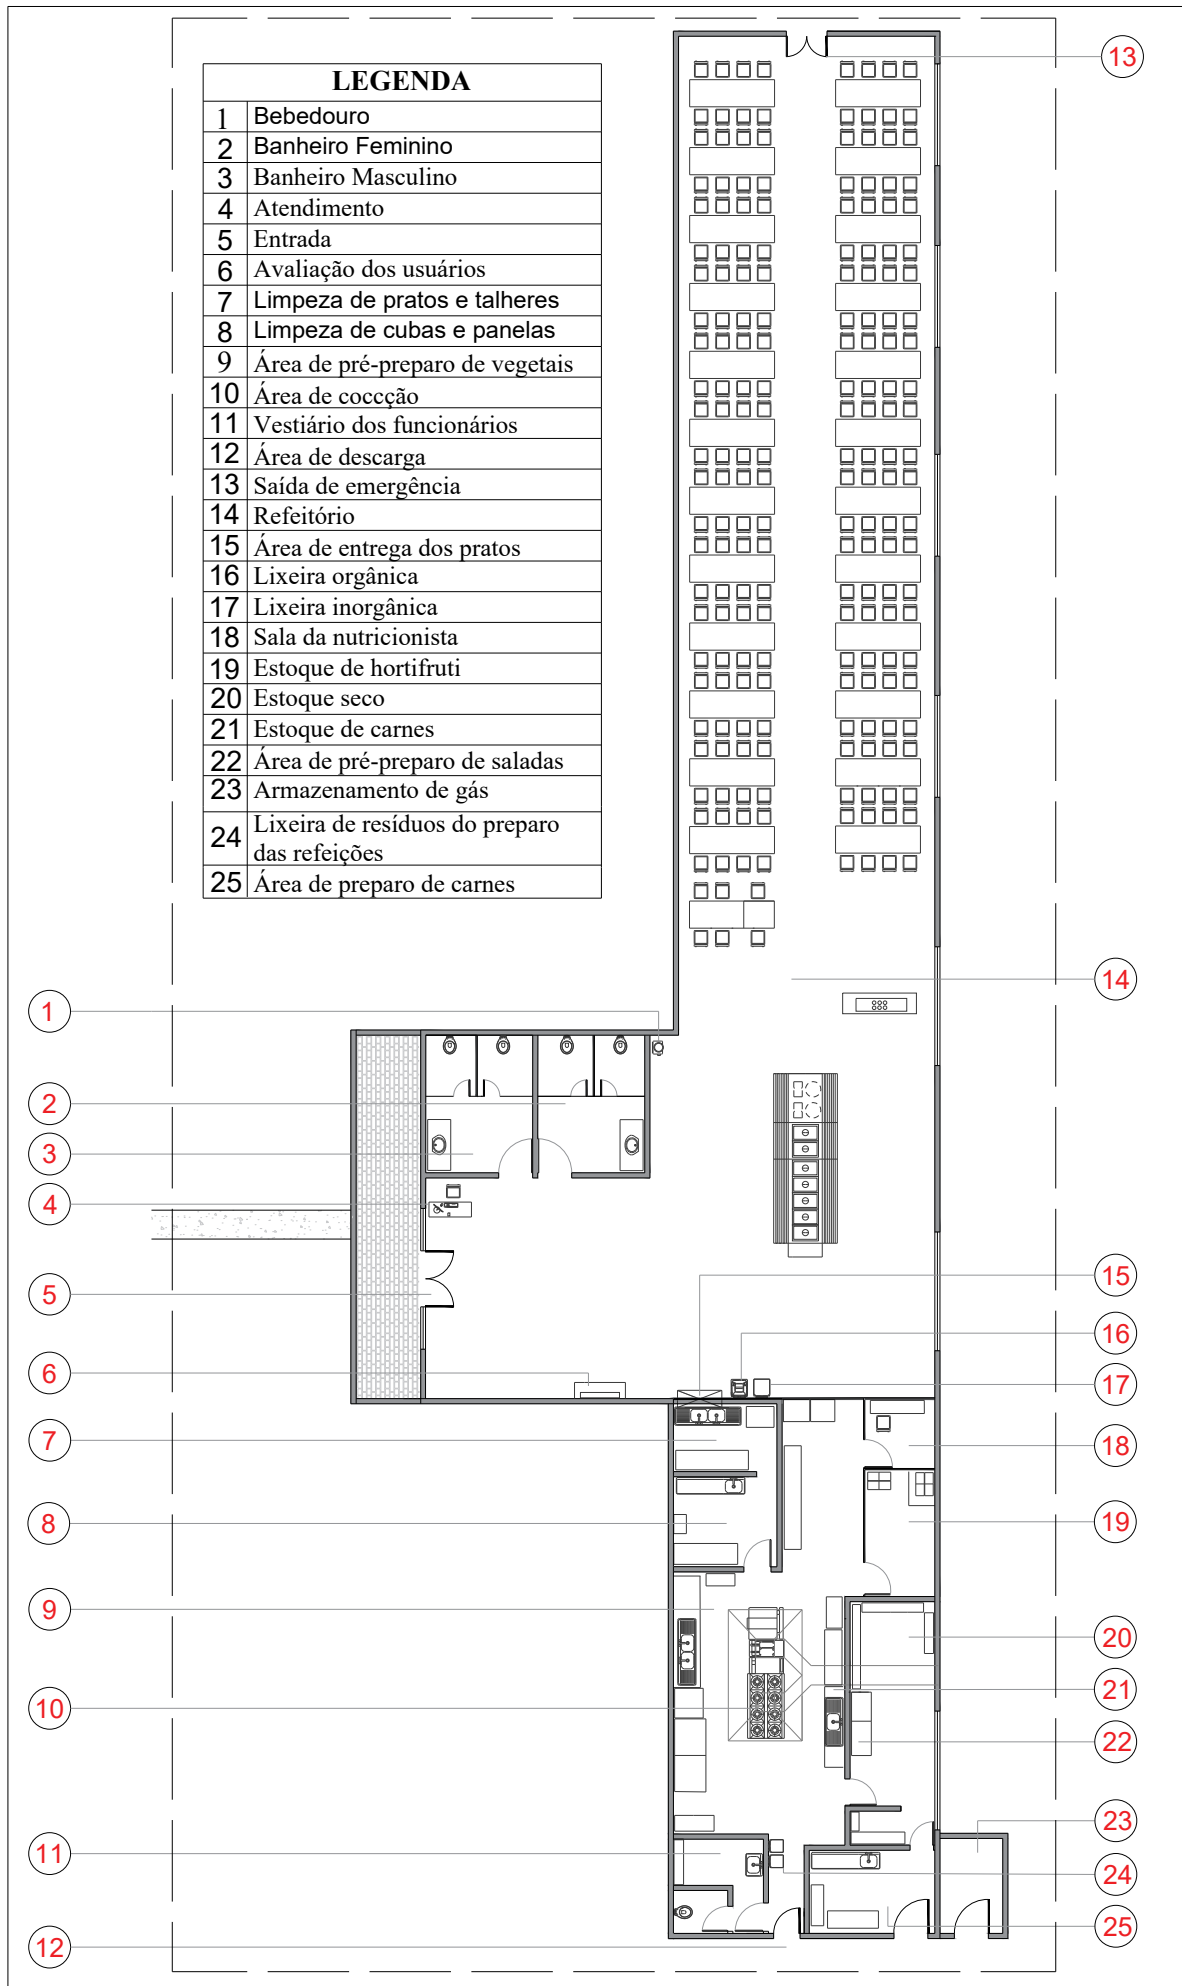 LEGENDA
1 Bebedouro
2 Banheiro Feminino
3 Banheiro Masculino
4 Atendimento
5 Entrada
6 Avaliação dos usuários
7 Limpeza de pratos e talheres
8 Limpeza de cubas e panelas
9 Área de pré-preparo de vegetais
10 Área de coccção
11 Vestiário dos funcionários
12 Área de descarga
13 Saída de emergência
14 Refeitório
15 Área de entrega dos pratos
16 Lixeira orgânica
17 Lixeira inorgânica
18 Sala da nutricionista
19 Estoque de hortifruti
20 Estoque seco
21 Estoque de carnes
22 Área de pré-preparo de saladas
23 Armazenamento de gás
24 Lixeira de resíduos do preparo
das refeições
25 Área de preparo de carnes
13
14
1
2
3
4
5
6
15
16
17
7
8
9
10
11
12
18
19
20
21
22
23
24
25